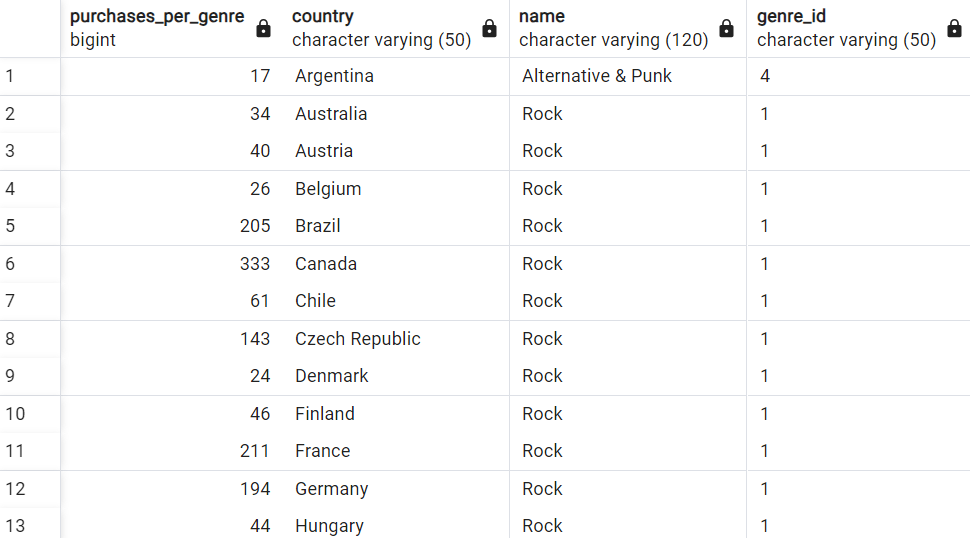 purchases_per_genre country name genre_id
bigint character varying (50) character varying (120) character varying (50)
1 17 Argentina Alternative & Punk 4
2 34 Australia Rock 1
3 40 Austria Rock 1
4 26 Belgium Rock 1
5 205 Brazil Rock 1
6 333 Canada Rock 1
7 61 Chile Rock 1
8 143 Czech Republic Rock 1
9 24 Denmark Rock 1
10 46 Finland Rock 1
11 211 France Rock 1
12 194 Germany Rock 1
13 44 Hungary Rock 1